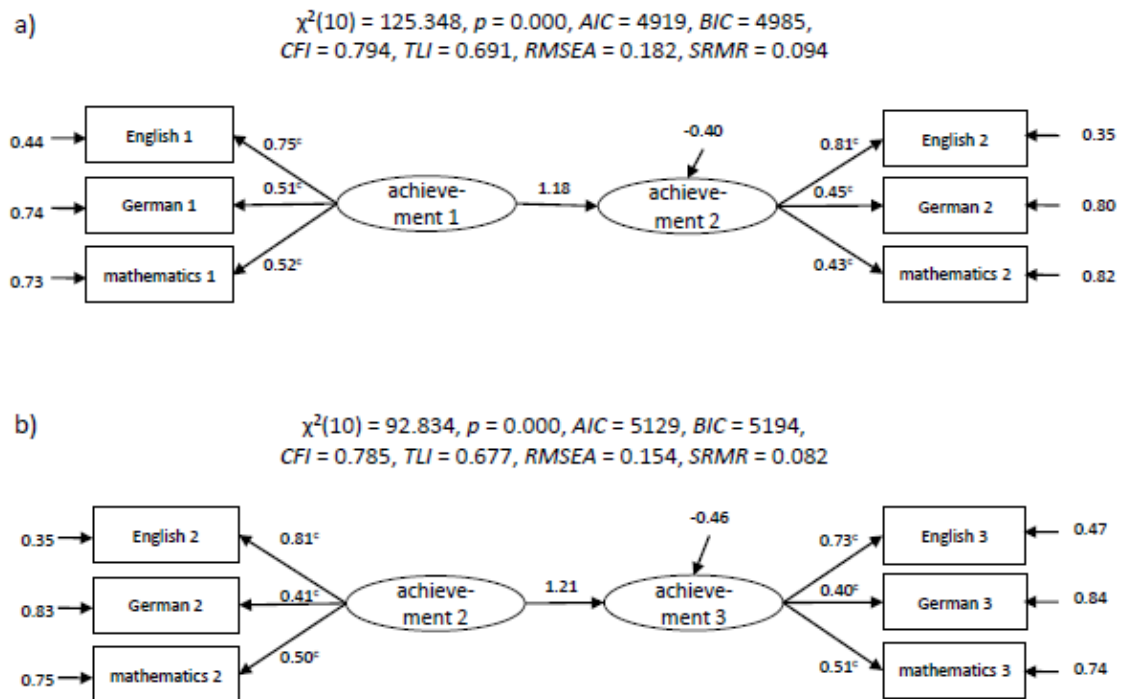 a)
χ²(10) = 125.348, p = 0.000, AIC = 4919, BIC = 4985,
CFI = 0.794, TLI = 0.691, RMSEA = 0.182, SRMR = 0.094
0.44
English 1
0.75ᶜ
-0.40
0.81ᶜ
English 2
0.35
0.74
German 1
0.51ᶜ
achieve-
ment 1
1.18
achieve-
ment 2
0.45ᶜ
German 2
0.80
0.73
mathematics 1
0.52ᶜ
0.43ᶜ
mathematics 2
0.82
b)
χ²(10) = 92.834, p = 0.000, AIC = 5129, BIC = 5194,
CFI = 0.785, TLI = 0.677, RMSEA = 0.154, SRMR = 0.082
0.35
English 2
0.81ᶜ
-0.46
0.73ᶜ
English 3
0.47
0.83
German 2
0.41ᶜ
achieve-
ment 2
1.21
achieve-
ment 3
0.40ᶜ
German 3
0.84
0.75
mathematics 2
0.50ᶜ
0.51ᶜ
mathematics 3
0.74